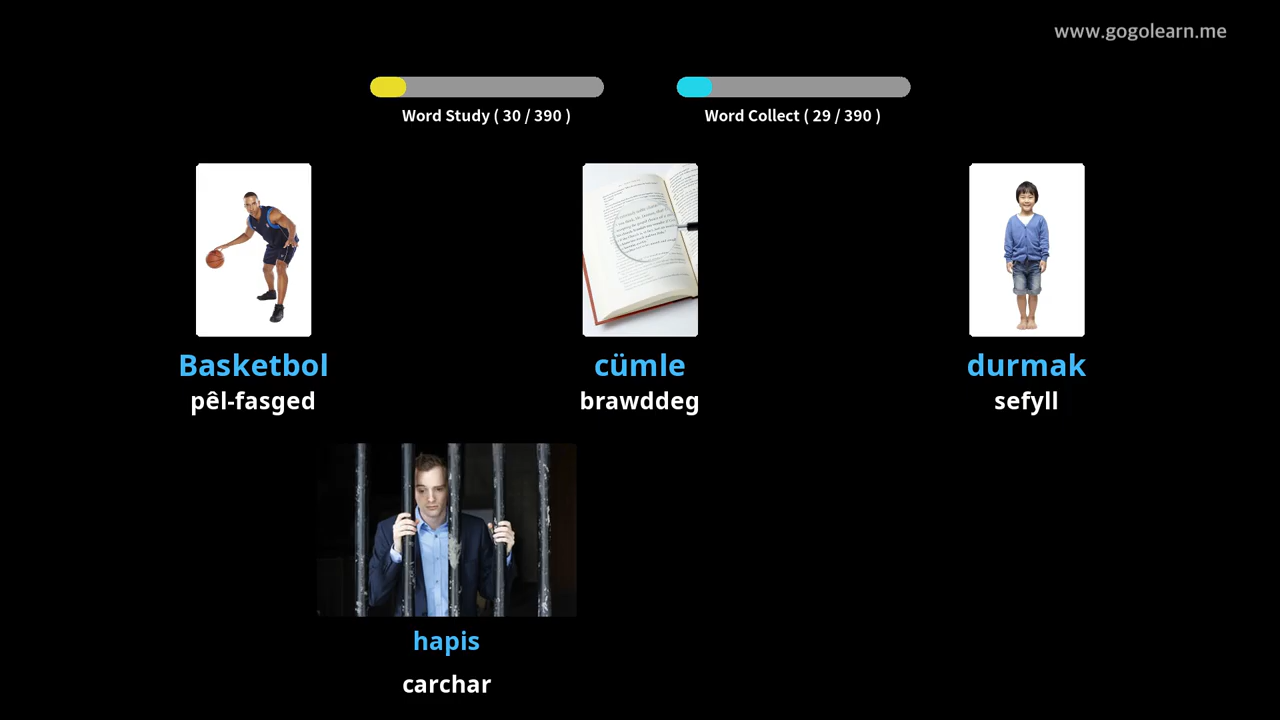 www.gogolearn.me
Word Study ( 30 / 390 )
Word Collect ( 29 / 390 )
Basketbol
pêl-fasged
cümle
brawddeg
durmak
sefyll
hapis
carchar